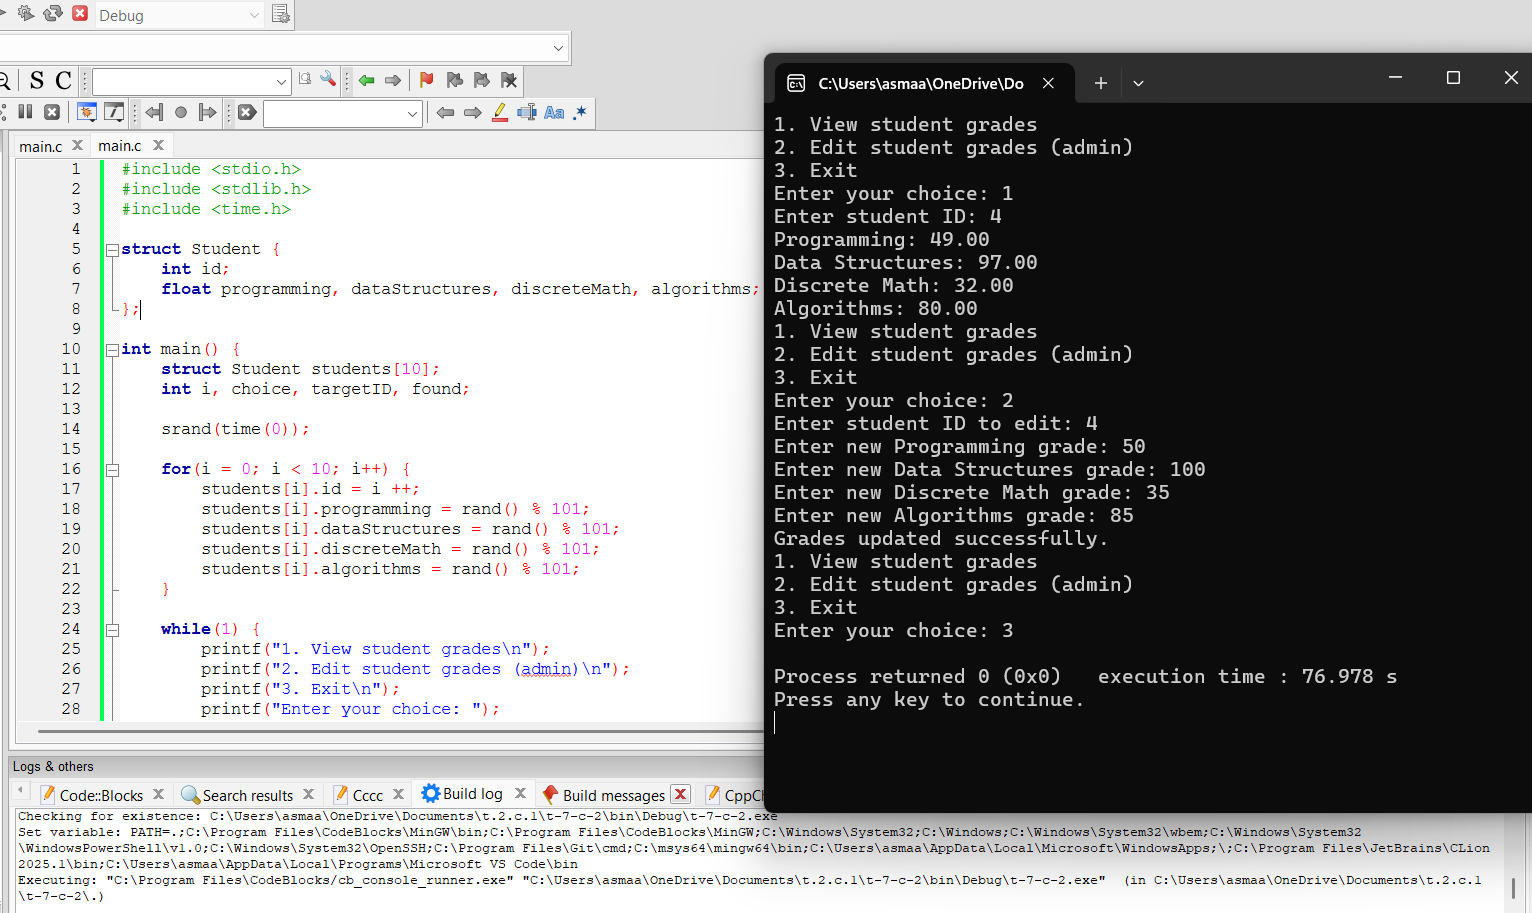 Debug
S C
Aa .*
main.c
main.c
1 #include <stdio.h>
2 #include <stdlib.h>
3 #include <time.h>
4
5 struct Student {
6     int id;
7     float programming, dataStructures, discreteMath, algorithms;
8 };
9
10 int main() {
11     struct Student students[10];
12     int i, choice, targetID, found;
13
14     srand(time(0));
15
16     for(i = 0; i < 10; i++) {
17         students[i].id = i ++;
18         students[i].programming = rand() % 101;
19         students[i].dataStructures = rand() % 101;
20         students[i].discreteMath = rand() % 101;
21         students[i].algorithms = rand() % 101;
22     }
23
24     while(1) {
25         printf("1. View student grades\n");
26         printf("2. Edit student grades (admin)\n");
27         printf("3. Exit\n");
28         printf("Enter your choice: ");
C:\Users\asmaa\OneDrive\Do
1. View student grades
2. Edit student grades (admin)
3. Exit
Enter your choice: 1
Enter student ID: 4
Programming: 49.00
Data Structures: 97.00
Discrete Math: 32.00
Algorithms: 80.00
1. View student grades
2. Edit student grades (admin)
3. Exit
Enter your choice: 2
Enter student ID to edit: 4
Enter new Programming grade: 50
Enter new Data Structures grade: 100
Enter new Discrete Math grade: 35
Enter new Algorithms grade: 85
Grades updated successfully.
1. View student grades
2. Edit student grades (admin)
3. Exit
Enter your choice: 3
Process returned 0 (0x0)   execution time : 76.978 s
Press any key to continue.
Logs & others
Code::Blocks
Search results
Cccc
Build log
Build messages
CppCh
Checking for existence: C:\Users\asmaa\OneDrive\Documents\t.2.c.1\t-7-c-2\bin\Debug\t-7-c-2.exe
Set variable: PATH=.;C:\Program Files\CodeBlocks\MinGW\bin;C:\Program Files\CodeBlocks\MinGW;C:\Windows\System32;C:\Windows;C:\Windows\System32\wbem;C:\Windows\System32
\WindowsPowerShell\v1.0;C:\Windows\System32\OpenSSH;C:\Program Files\Git\cmd;C:\msys64\mingw64\bin;C:\Users\asmaa\AppData\Local\Microsoft\WindowsApps;\;C:\Program Files\JetBrains\CLion
2025.1\bin;C:\Users\asmaa\AppData\Local\Programs\Microsoft VS Code\bin
Executing: "C:\Program Files\CodeBlocks/cb_console_runner.exe" "C:\Users\asmaa\OneDrive\Documents\t.2.c.1\t-7-c-2\bin\Debug\t-7-c-2.exe"  (in C:\Users\asmaa\OneDrive\Documents\t.2.c.1
\t-7-c-2\.)